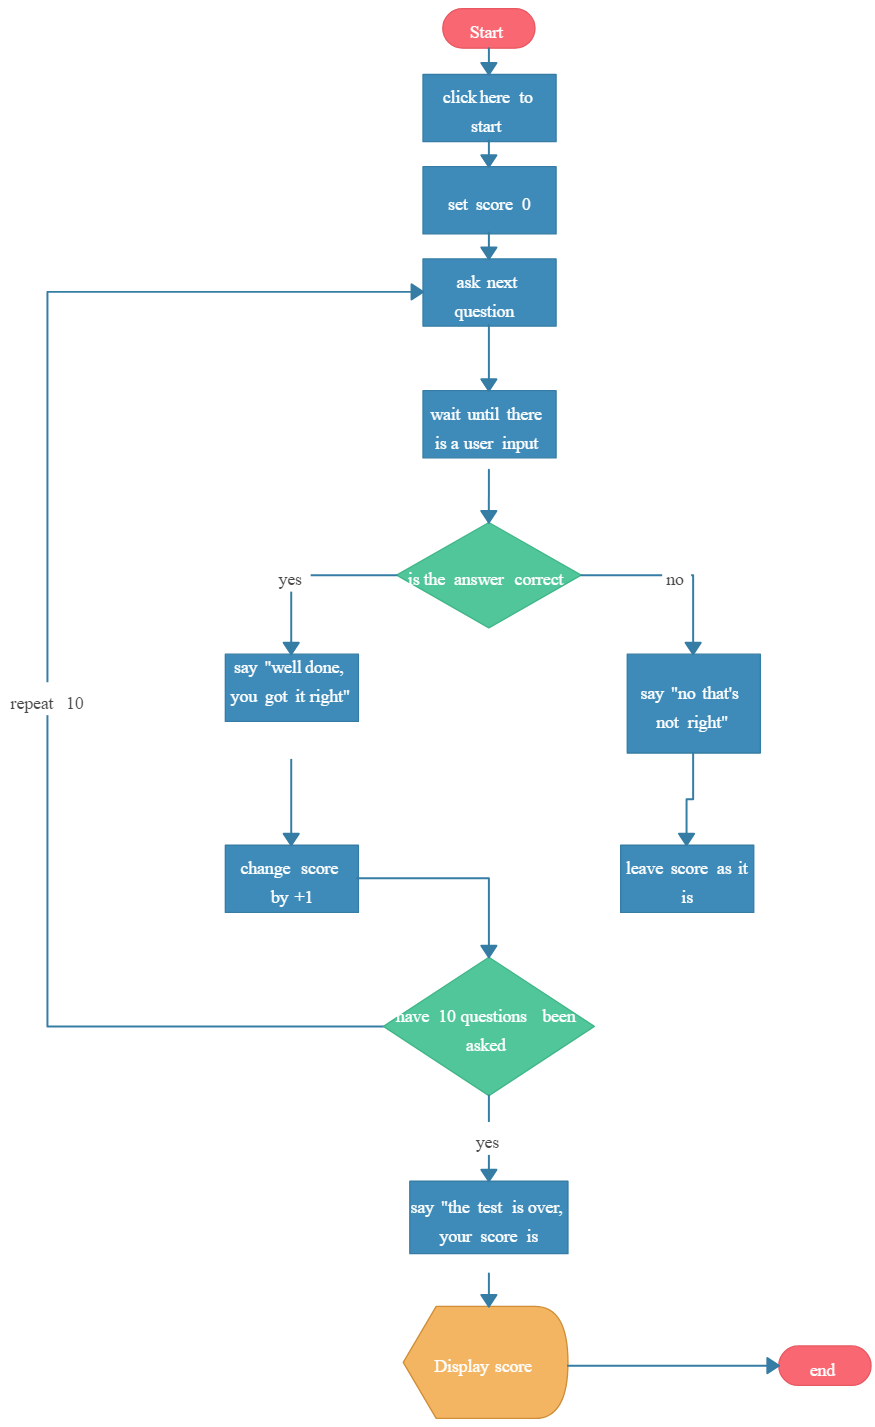 Start
click here to
start
set score 0
ask next
question
wait until there
is a user input
is the answer correct
yes
no
say "well done,
you got it right"
say "no that's
not right"
repeat 10
change score
by +1
leave score as it
is
have 10 questions been
asked
yes
say "the test is over,
your score is
Display score
end